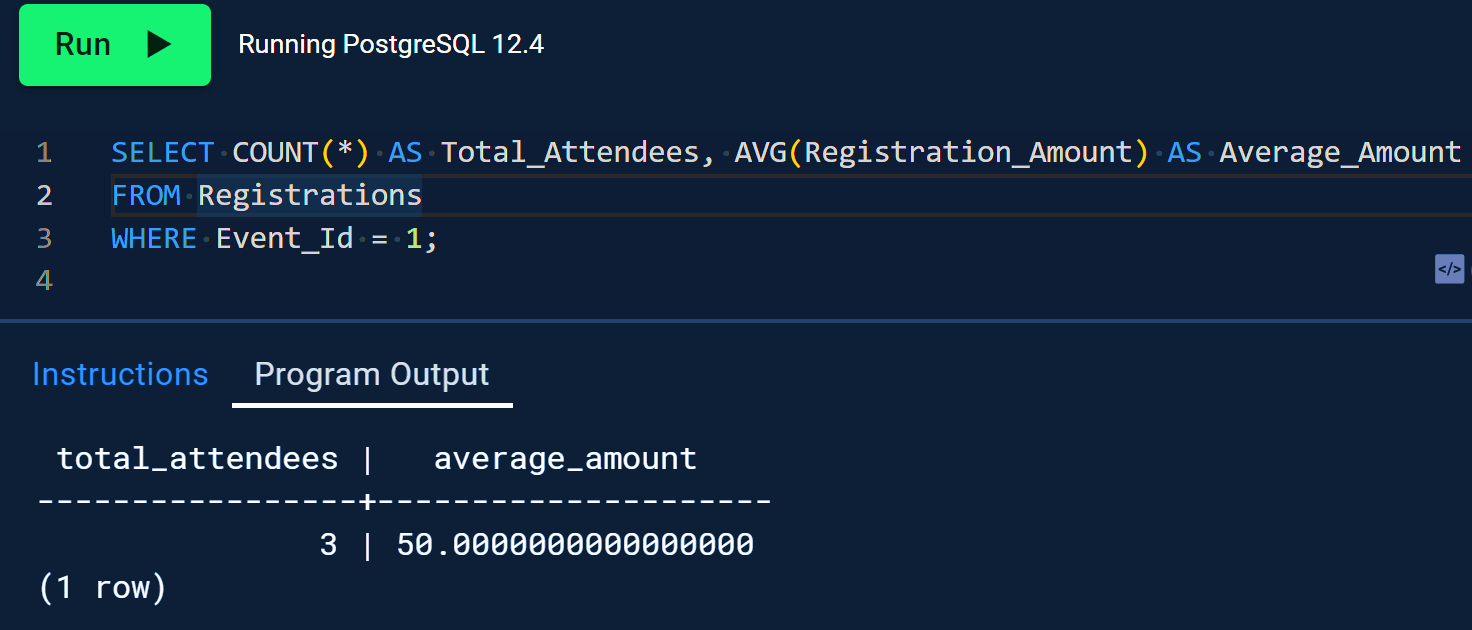 Run
Running PostgreSQL 12.4
1 SELECT COUNT(*) AS Total_Attendees, AVG(Registration_Amount) AS Average_Amount
2 FROM Registrations
3 WHERE Event_Id = 1;
4
</>
Instructions Program Output
total_attendees | average_amount
-----------------+---------------------
3 | 50.0000000000000000
(1 row)